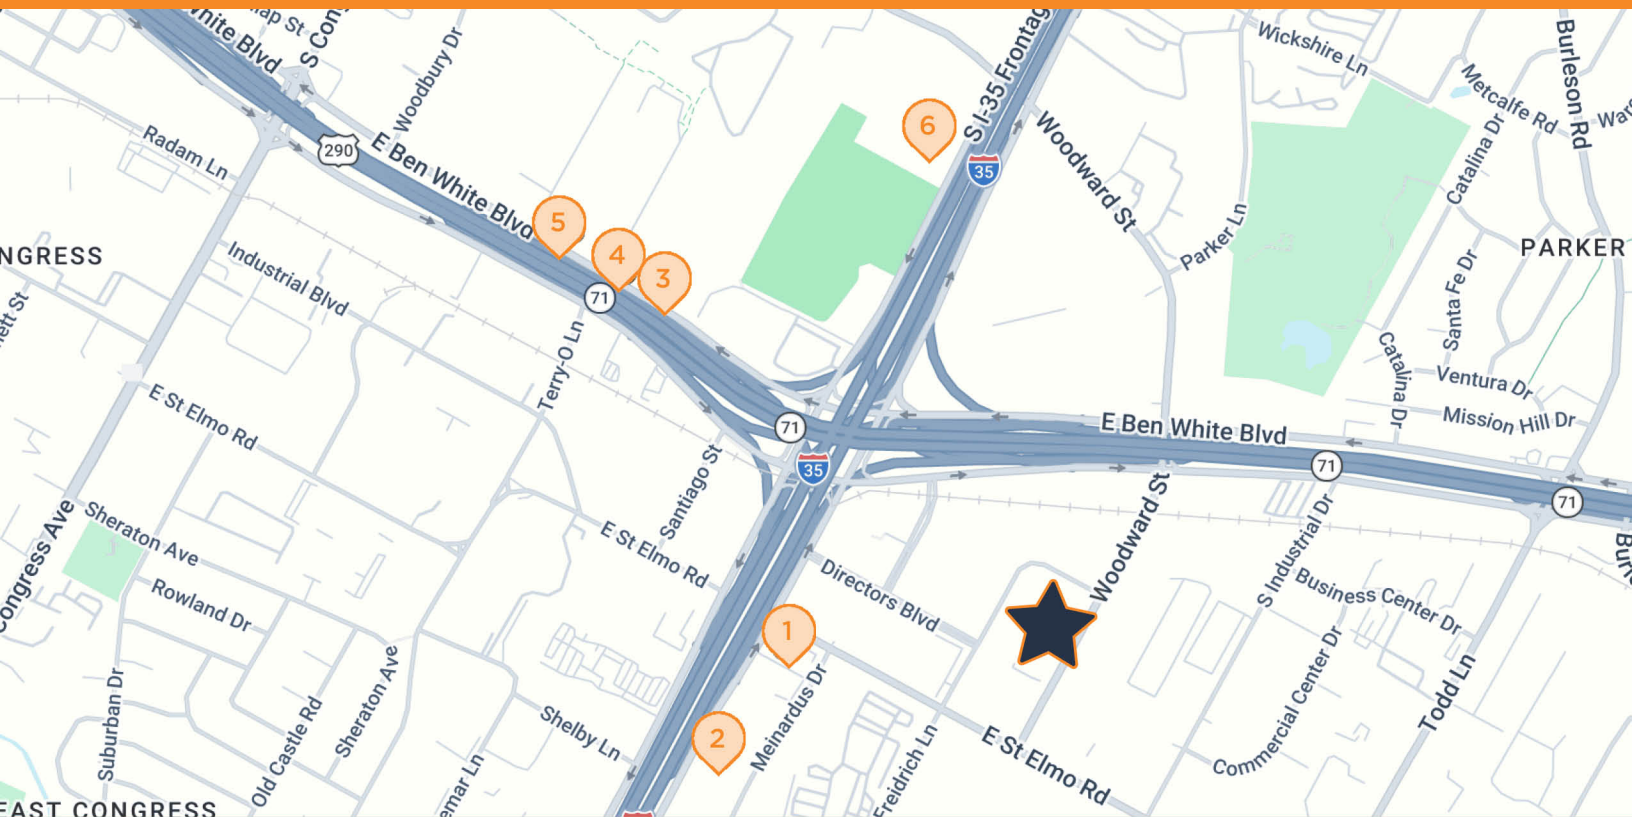 White Blvd
S Con
Woodbury Dr
S I-35 Frontag
Wickshire Ln
Burleson Rd
Metcalfe Rd
6
Radam Ln
290
E Ben White Blvd
35
Woodward St
Catalina Dr
5
4
3
71
Parker Ln
PARKER
NGRESS
Industrial Blvd
Santa Fe Dr
Terry-O Ln
Catalina Dr
Ventura Dr
Mission Hill Dr
E St Elmo Rd
71
E Ben White Blvd
35
71
71
Santiago St
Woodward St
Congress Ave
Sheraton Ave
E St Elmo Rd
S Industrial Dr
Directors Blvd
Business Center Dr
Rowland Dr
1
Sheraton Ave
Meinardus Dr
Commercial Center Dr
Todd Ln
Suburban Dr
Old Castle Rd
Shelby Ln
2
Freidrich Ln
E St Elmo Rd
emar Ln
EAST CONGRESS